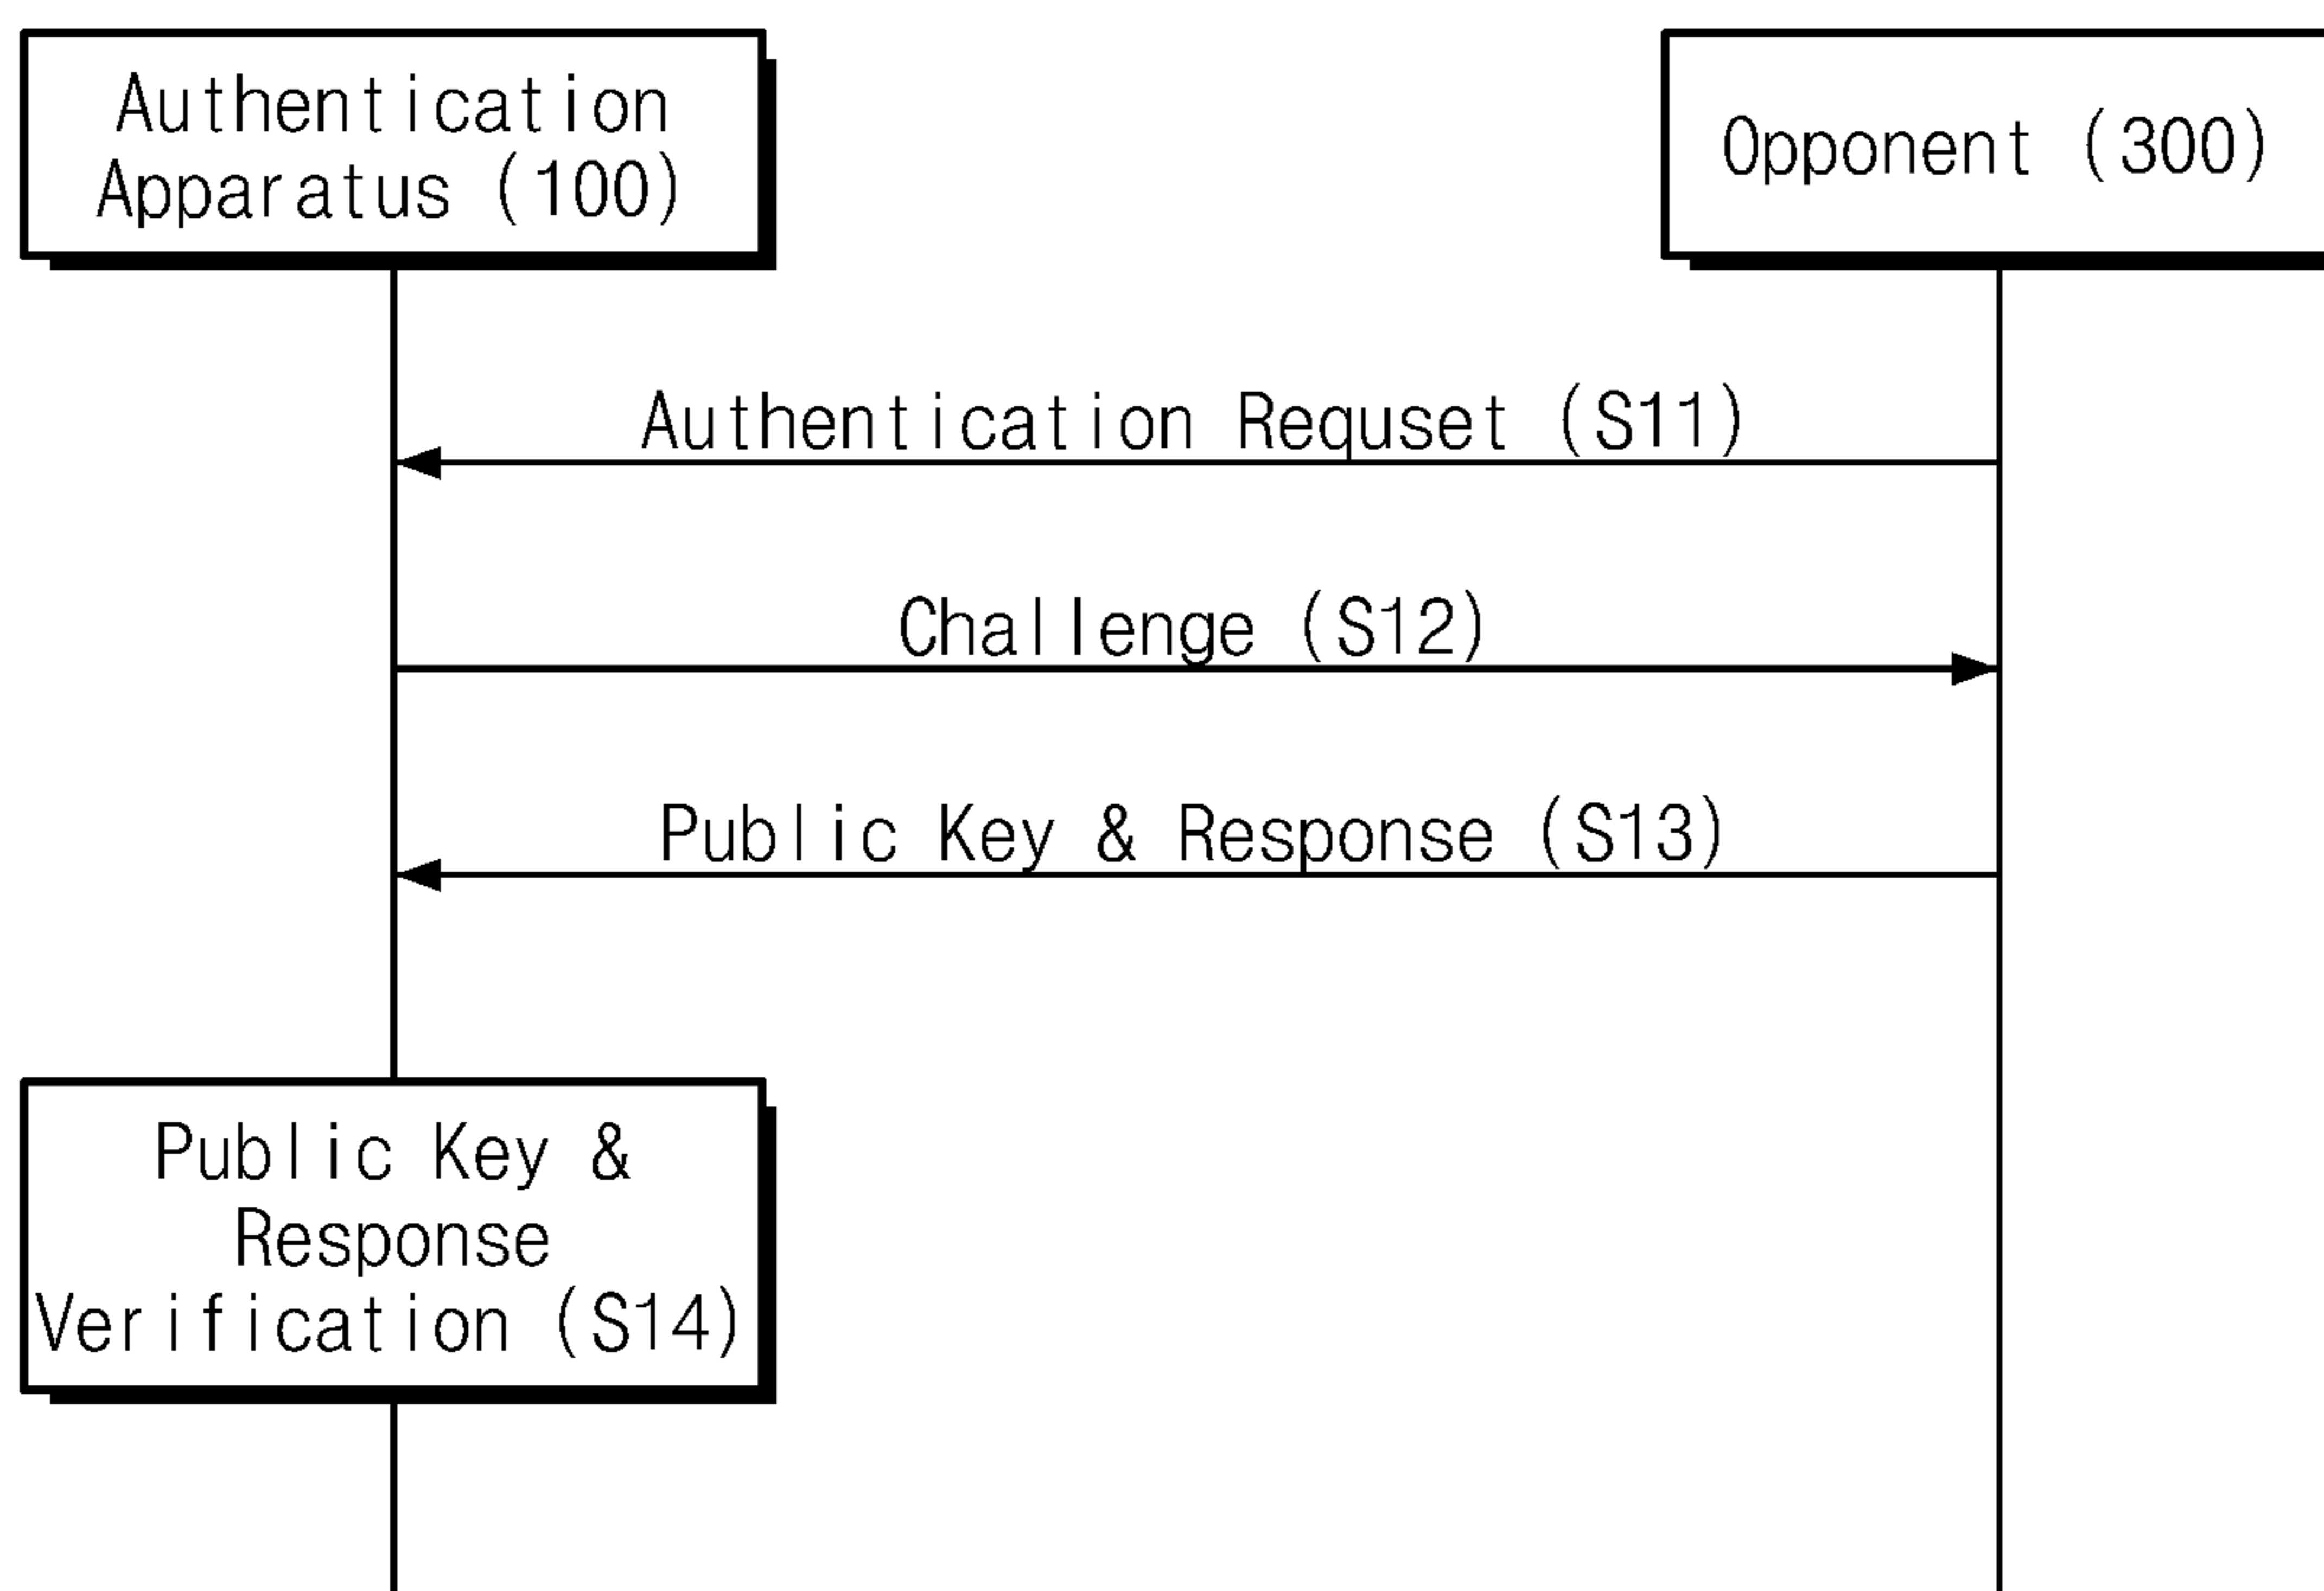 Authentication
Apparatus (100)
Opponent (300)
Authentication Requset (S11)
Challenge (S12)
Public Key & Response (S13)
Public Key &
Response
Verification (S14)